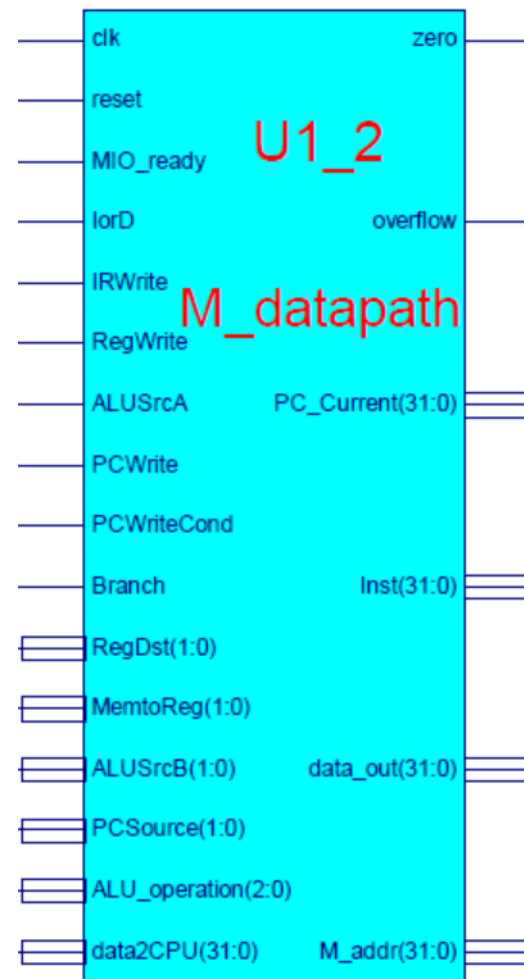 clk zero
reset
U1_2
MIO_ready
IorD overflow
IRWrite
M_datapath
RegWrite
ALUSrcA PC_Current(31:0)
PCWrite
PCWriteCond
Branch Inst(31:0)
RegDst(1:0)
MemtoReg(1:0)
ALUSrcB(1:0) data_out(31:0)
PCSource(1:0)
ALU_operation(2:0)
data2CPU(31:0) M_addr(31:0)